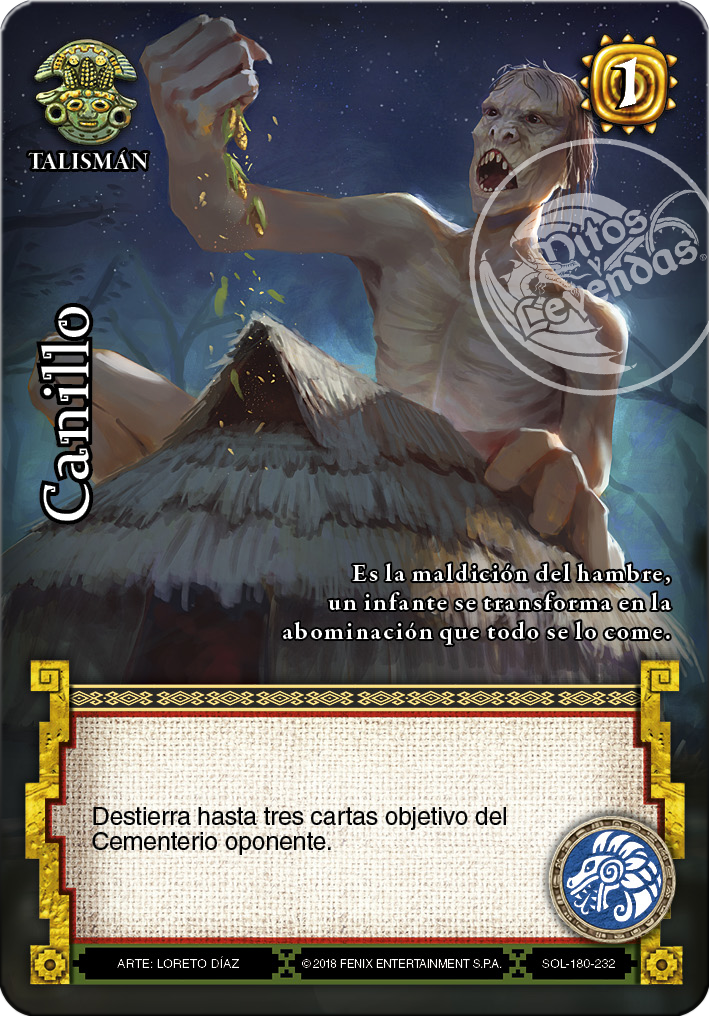 1
TALISMÁN
Mitos
y
Leyendas®
Canillo
Es la maldición del hambre,
un infante se transforma en la
abominación que todo se lo come.
Destierra hasta tres cartas objetivo del
Cementerio oponente.
ARTE: LORETO DÍAZ
© 2018 FENIX ENTERTAINMENT S.P.A.
SOL-180-232